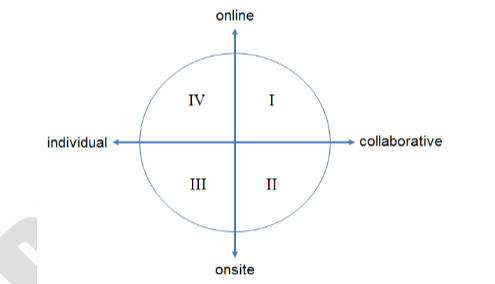 online
IV I
individual collaborative
III II
onsite